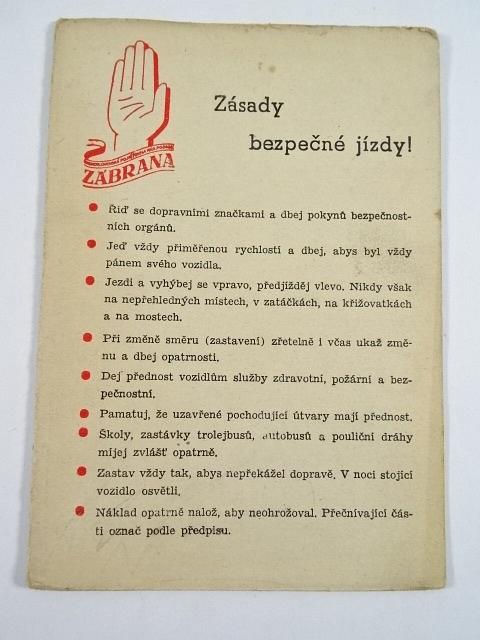 ZÁBRANA
Zásady
bezpečné jízdy!
Řiď se dopravními značkami a dbej pokynů bezpečnost-
ních orgánů.
Jeď vždy přiměřenou rychlostí a dbej, abys byl vždy
pánem svého vozidla.
Jezdi a vyhýbej se vpravo, předjížděj vlevo. Nikdy však
na nepřehledných místech, v zatáčkách, na křižovatkách
a na mostech.
Při změně směru (zastavení) zřetelně i včas ukaž změ-
nu a dbej opatrnosti.
Dej přednost vozidlům služby zdravotní, požární a bez-
pečnostní.
Pamatuj, že uzavřené pochodující útvary mají přednost.
Školy, zastávky trolejbusů, autobusů a pouliční dráhy
míjej zvlášť opatrně.
Zastav vždy tak, abys nepřekážel dopravě. V noci stojící
vozidlo osvětli.
Náklad opatrně nalož, aby neohrožoval. Přečnívající čás-
ti označ podle předpisu.